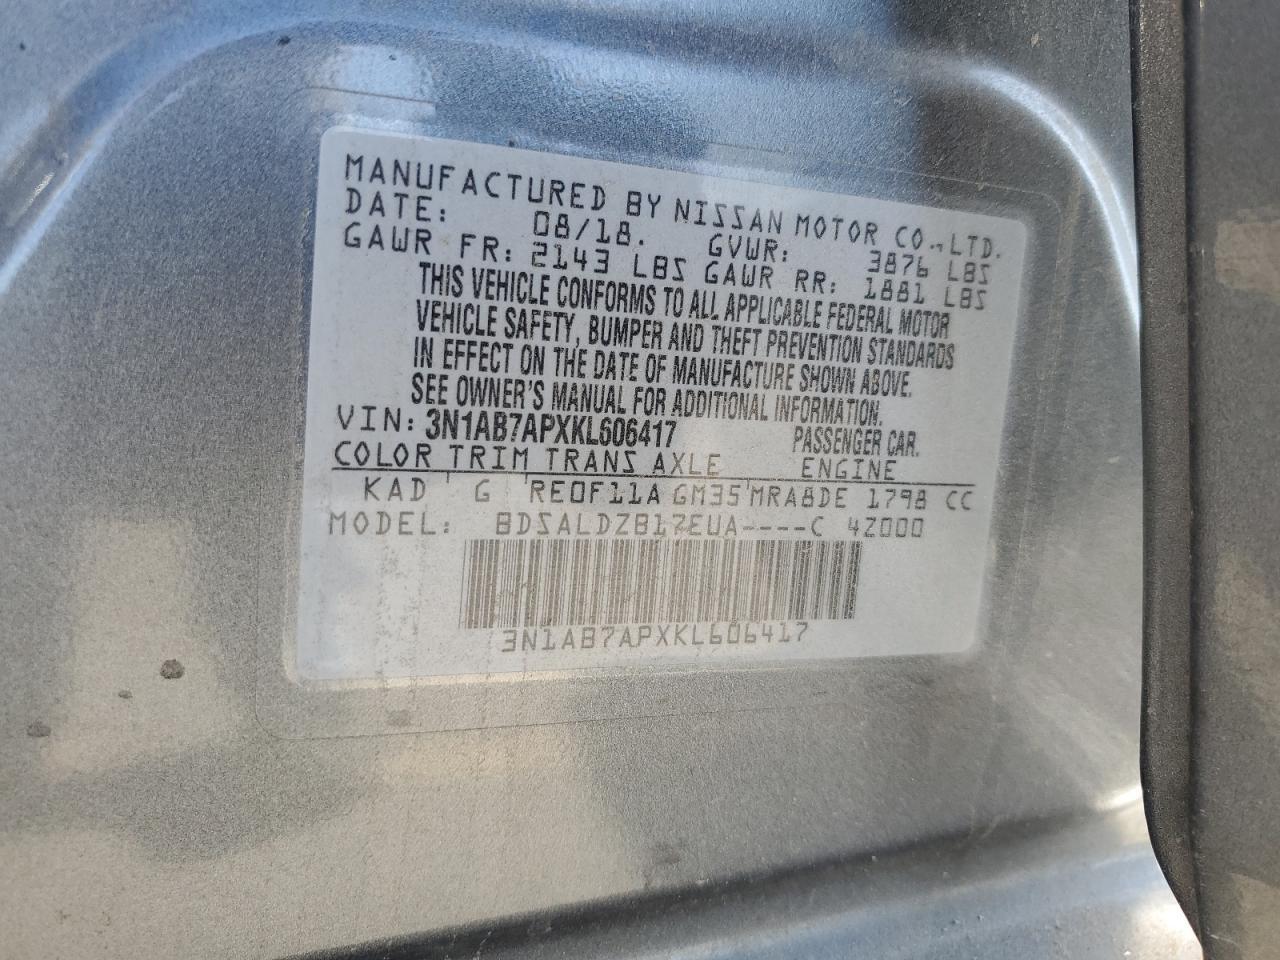 MANUFACTURED BY NISSAN MOTOR CO.,LTD.
DATE: 08/18. GVWR: 3876 LBS
GAWR FR: 2143 LBS GAWR RR: 1881 LBS
THIS VEHICLE CONFORMS TO ALL APPLICABLE FEDERAL MOTOR
VEHICLE SAFETY, BUMPER AND THEFT PREVENTION STANDARDS
IN EFFECT ON THE DATE OF MANUFACTURE SHOWN ABOVE.
SEE OWNER'S MANUAL FOR ADDITIONAL INFORMATION.
VIN: 3N1AB7APXKL606417 PASSENGER CAR.
COLOR TRIM TRANS AXLE ENGINE
KAD G RE0F11A GM35 MRA8DE 1798 CC
MODEL: BDSALDZB17EUA----C 4Z000
3N1AB7APXKL606417